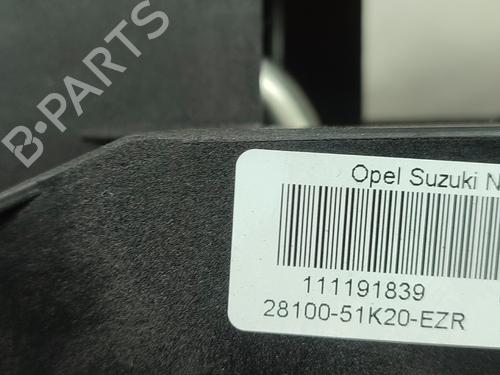 B-PARTS
Opel Suzuki N
111191839
28100-51K20-EZR